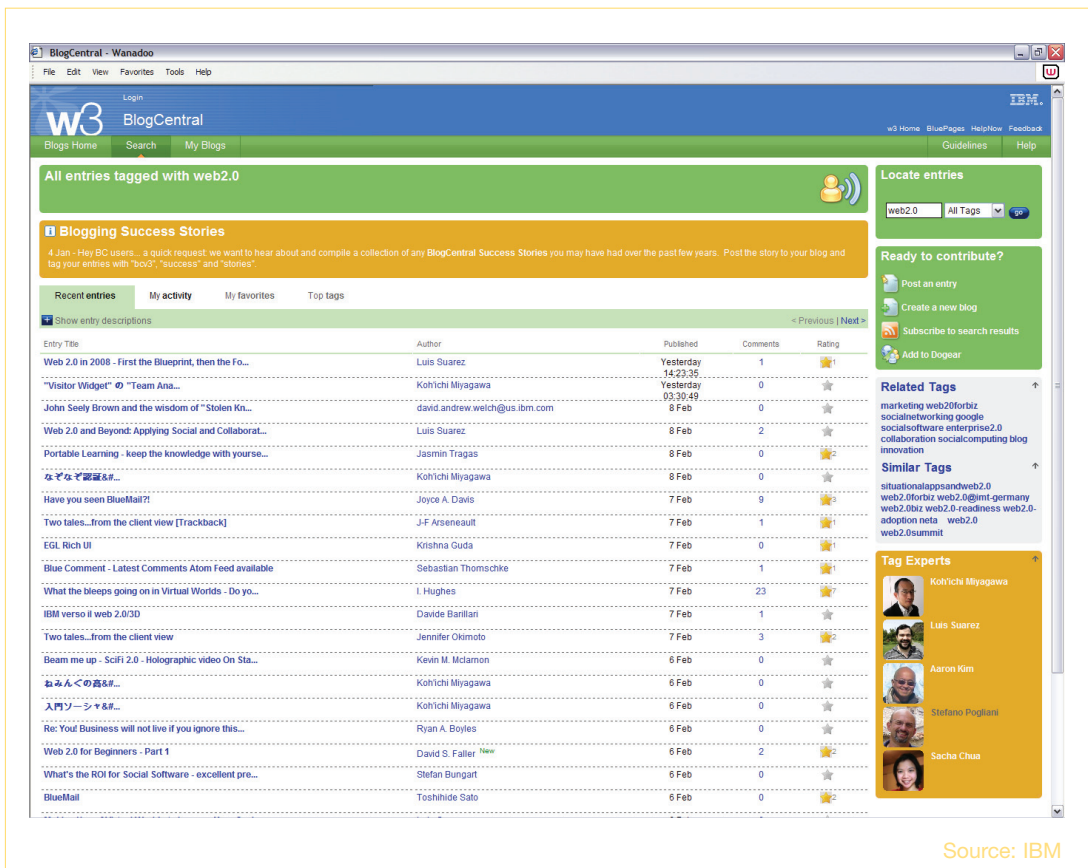 BlogCentral - Wanadoo
File Edit View Favorites Tools Help
Login
IBM.
w3 BlogCentral
w3 Home BluePages HelpNow Feedback
Blogs Home Search My Blogs Guidelines Help
All entries tagged with web2.0
Blogging Success Stories
4 Jan - Hey BC users... a quick request: we want to hear about and compile a collection of any BlogCentral Success Stories you may have had over the past few years. Post the story to your blog and
tag your entries with "bcv3", "success" and "stories".
Recent entries My activity My favorites Top tags
Show entry descriptions < Previous | Next >
Entry Title Author Published Comments Rating
Web 2.0 in 2008 - First the Blueprint, then the Fo... Luis Suarez Yesterday 1 1
14:23:35
"Visitor Widget" の "Team Ana... Koh'ichi Miyagawa Yesterday 0
03:30:49
John Seely Brown and the wisdom of "Stolen Kn... david.andrew.welch@us.ibm.com 8 Feb 0
Web 2.0 and Beyond: Applying Social and Collaborat... Luis Suarez 8 Feb 2
Portable Learning - keep the knowledge with yourse... Jasmin Tragas 8 Feb 0 2
なぞなぞ認証&#... Koh'ichi Miyagawa 8 Feb 0
Have you seen BlueMail?! Joyce A. Davis 7 Feb 9 3
Two tales...from the client view [Trackback] J-F Arseneault 7 Feb 1 1
EGL Rich UI Krishna Guda 7 Feb 0 1
Blue Comment - Latest Comments Atom Feed available Sebastian Thomschke 7 Feb 1 1
What the bleeps going on in Virtual Worlds - Do yo... I. Hughes 7 Feb 23 7
IBM verso il web 2.0/3D Davide Barillari 7 Feb 1
Two tales...from the client view Jennifer Okimoto 7 Feb 3 2
Beam me up - SciFi 2.0 - Holographic video On Sta... Kevin M. McIarnon 6 Feb 0
ねみんぐの高&#... Koh'ichi Miyagawa 6 Feb 0
入門ソーシャ&#... Koh'ichi Miyagawa 6 Feb 0
Re: You! Business will not live if you ignore this... Ryan A. Boyles 6 Feb 0
Web 2.0 for Beginners - Part 1 David S. Faller New 6 Feb 2 2
What's the ROI for Social Software - excellent pre... Stefan Bungart 6 Feb 0
BlueMail Toshihide Sato 6 Feb 0 2
Locate entries
web2.0 All Tags go
Ready to contribute?
Post an entry
Create a new blog
Subscribe to search results
Add to Dogear
Related Tags
marketing web20forbiz
socialnetworking google
socialsoftware enterprise2.0
collaboration socialcomputing blog
innovation
Similar Tags
situationalappsandweb2.0
web2.0forbiz web2.0@imt-germany
web2.0biz web2.0-readiness web2.0-
adoption neta web2.0
web2.0summit
Tag Experts
Koh'ichi Miyagawa
Luis Suarez
Aaron Kim
Stefano Pogliani
Sacha Chua
Source: IBM